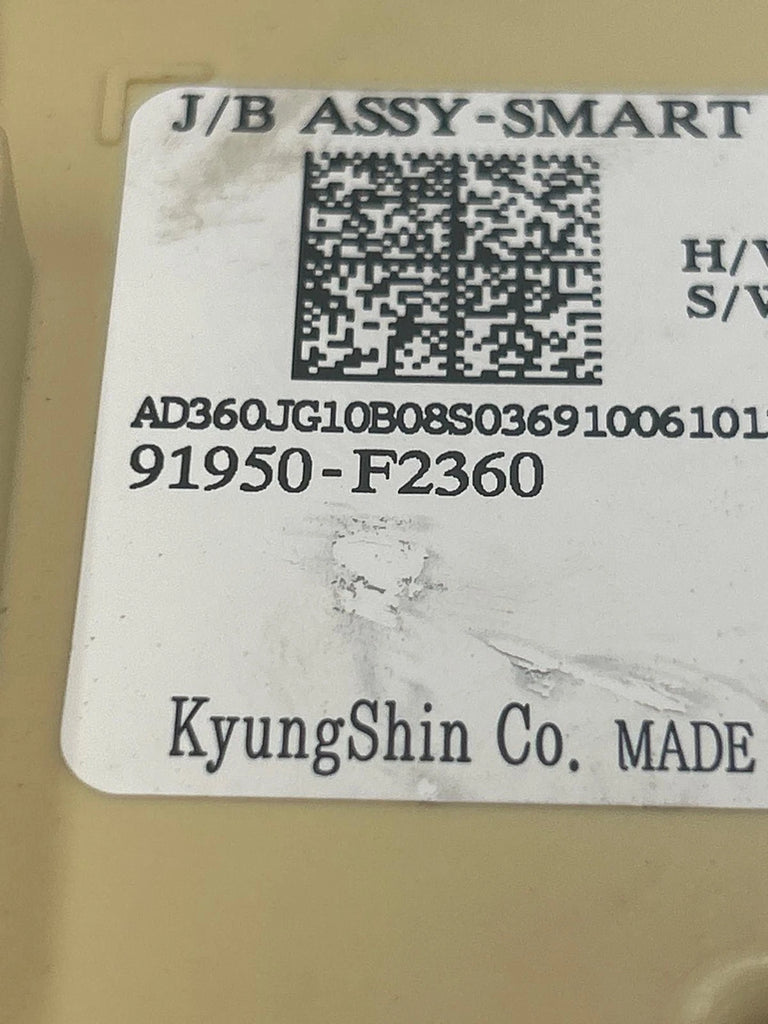 J/B ASSY-SMART
H/V
S/W
AD360JG10B08S03691006101
91950-F2360
KyungShin Co. MADE